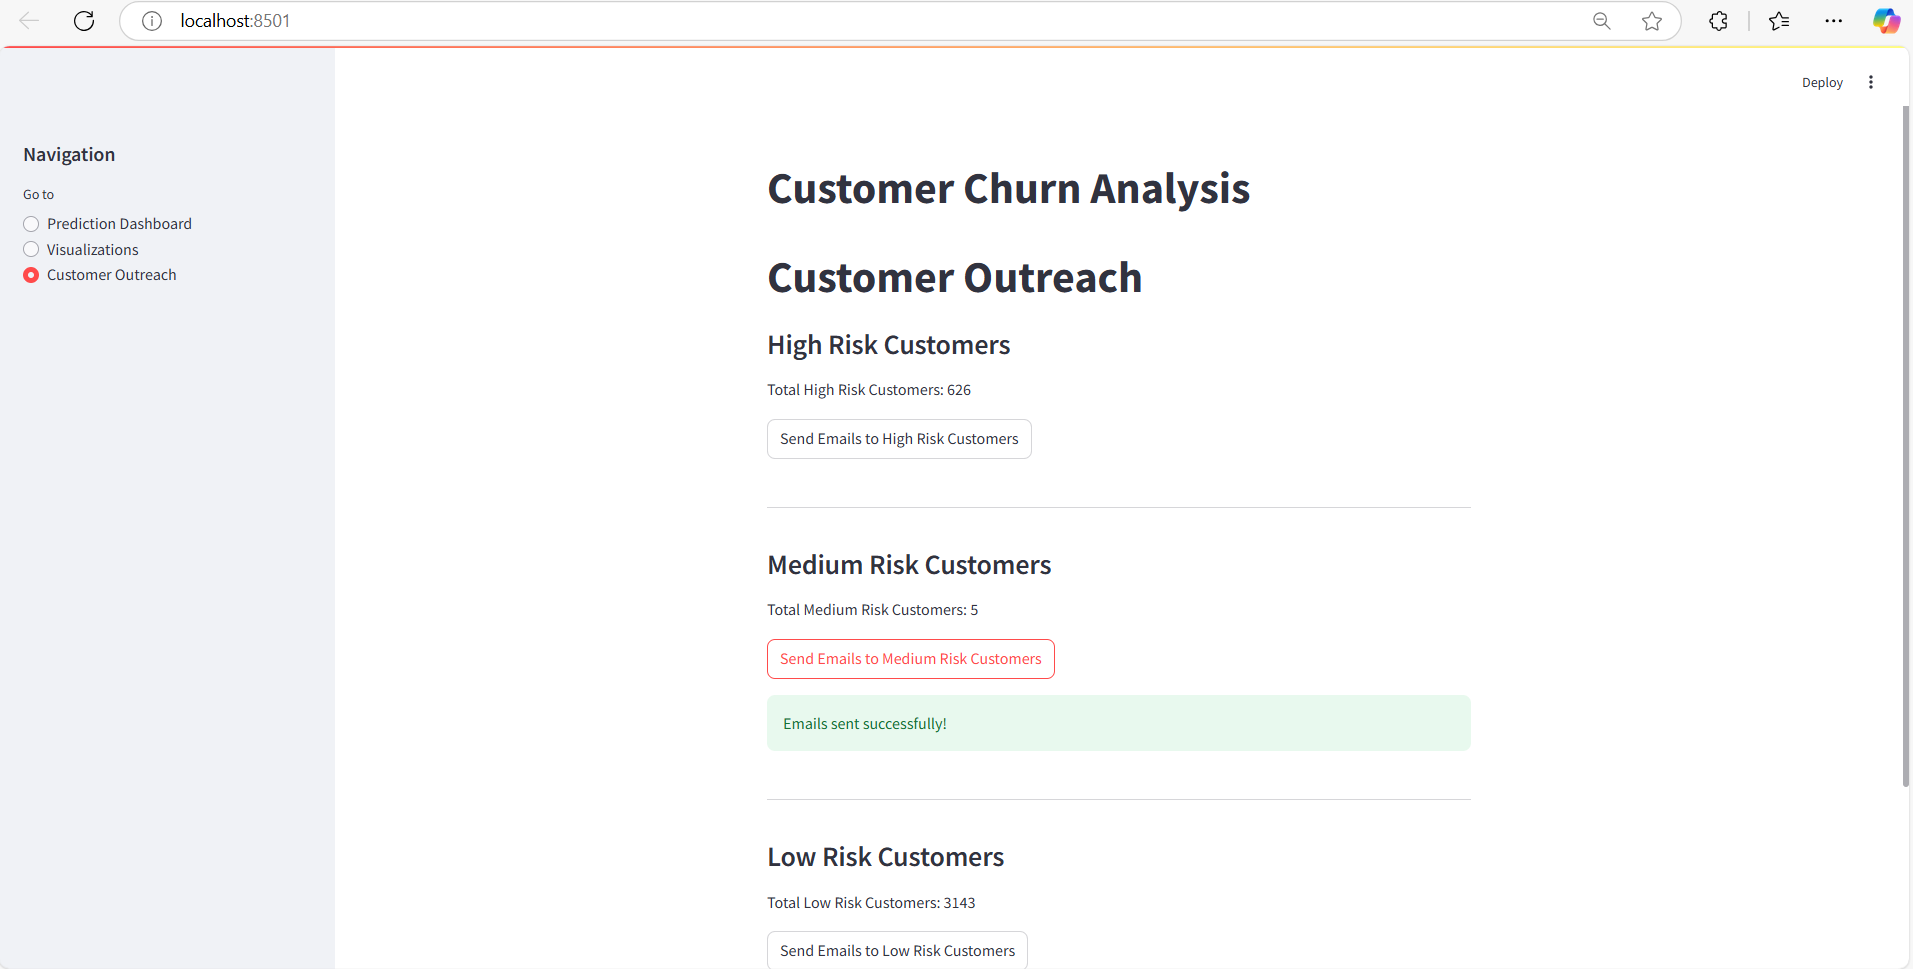 localhost:8501
Deploy
Navigation
Go to
Prediction Dashboard
Visualizations
Customer Outreach
Customer Churn Analysis
Customer Outreach
High Risk Customers
Total High Risk Customers: 626
Send Emails to High Risk Customers
Medium Risk Customers
Total Medium Risk Customers: 5
Send Emails to Medium Risk Customers
Emails sent successfully!
Low Risk Customers
Total Low Risk Customers: 3143
Send Emails to Low Risk Customers